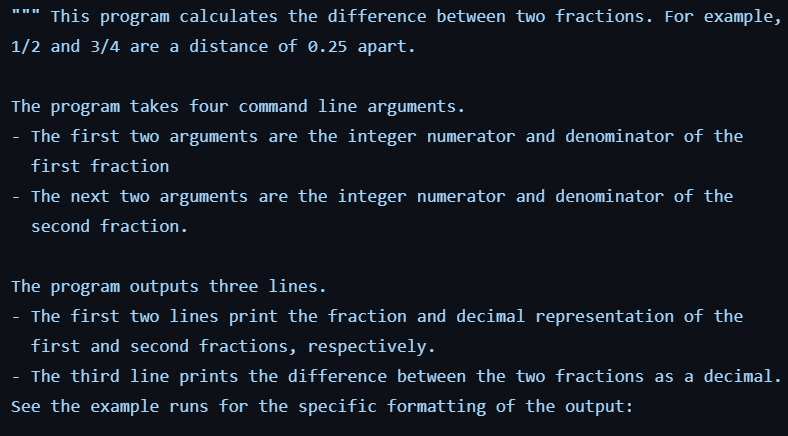 """ This program calculates the difference between two fractions. For example,
1/2 and 3/4 are a distance of 0.25 apart.
The program takes four command line arguments.
- The first two arguments are the integer numerator and denominator of the
first fraction
- The next two arguments are the integer numerator and denominator of the
second fraction.
The program outputs three lines.
- The first two lines print the fraction and decimal representation of the
first and second fractions, respectively.
- The third line prints the difference between the two fractions as a decimal.
See the example runs for the specific formatting of the output: